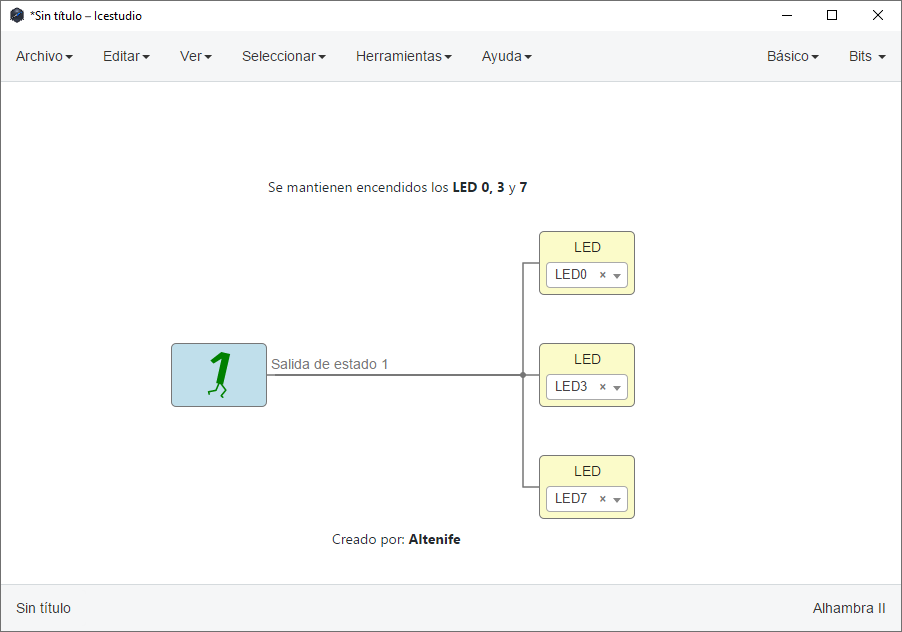 *Sin título – Icestudio
Archivo Editar Ver Seleccionar Herramientas Ayuda Básico Bits
Se mantienen encendidos los LED 0, 3 y 7
LED
LED0 ×
1
Salida de estado 1
LED
LED3 ×
LED
LED7 ×
Creado por: Altenife
Sin título Alhambra II